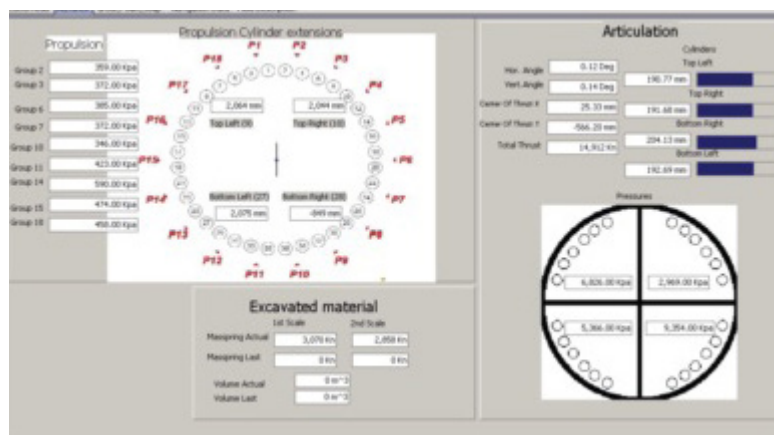 Propulsion
Propulsion Cylinder extensions
Group 2 359.00 Kpa
Group 3 372.00 Kpa
Group 6 385.00 Kpa
Group 7 372.00 Kpa
Group 10 346.00 Kpa
Group 11 423.00 Kpa
Group 14 590.00 Kpa
Group 15 474.00 Kpa
Group 18 458.00 Kpa
P1
P2
P3
P4
P5
P6
P7
P8
P9
P10
P11
P12
P13
P14
P15
P16
P17
P18
2,064 mm
2,044 mm
Top Left (9)
Top Right (10)
Bottom Left (27)
Bottom Right (28)
2,075 mm
-849 mm
Excavated material
1st Scale
2nd Scale
Masspring Actual 3,070 Kn 2,850 Kn
Masspring Last 0 Kn 0 Kn
Volume Actual 0 m^3
Volume Last 0 m^3
Articulation
Cylinders
Hor. Angle 0.12 Deg
Vert. Angle 0.14 Deg
Center Of Thrust X 25.33 mm
Center Of Thrust Y -566.20 mm
Total Thrust 14,912 Kn
Top Left
190.77 mm
Top Right
191.60 mm
Bottom Right
204.13 mm
Bottom Left
192.69 mm
Pressures
6,826.00 Kpa
2,969.00 Kpa
5,366.00 Kpa
9,354.00 Kpa